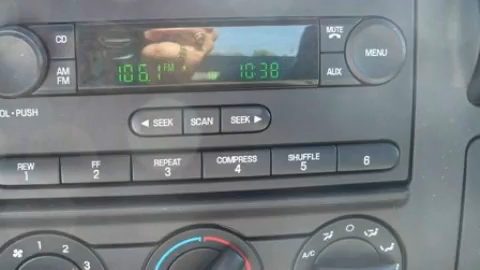 CD
MUTE
MENU
AM FM
106.1 FM 1
10:38
AUX
OL • PUSH
◄ SEEK SCAN SEEK ►
REW FF REPEAT COMPRESS SHUFFLE
1 2 3 4 5 6
1 2 3
A/C